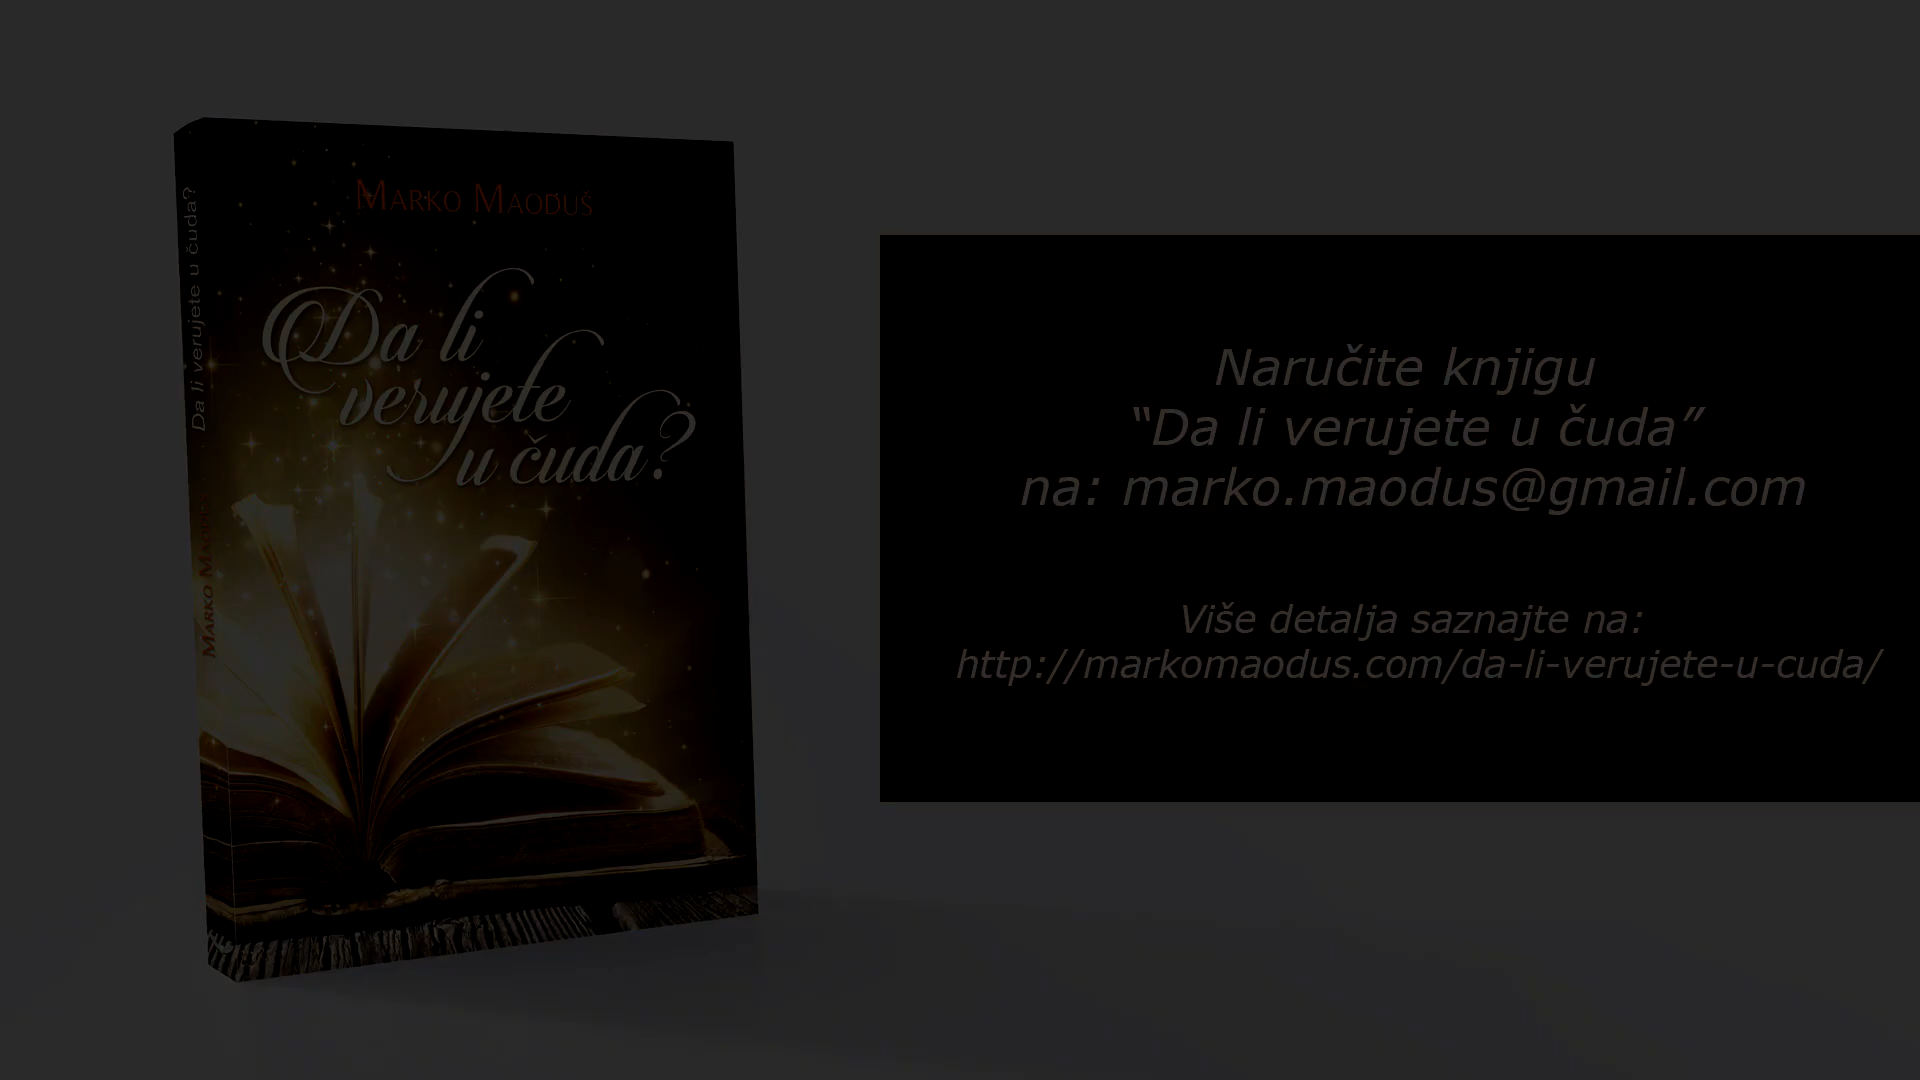 MARKO MAODUŠ
Da li
verujete
u čuda?
Da li verujete u čuda?
MARKO MAODUŠ
Naručite knjigu
“Da li verujete u čuda”
na: marko.maodus@gmail.com
Više detalja saznajte na:
http://markomaodus.com/da-li-verujete-u-cuda/